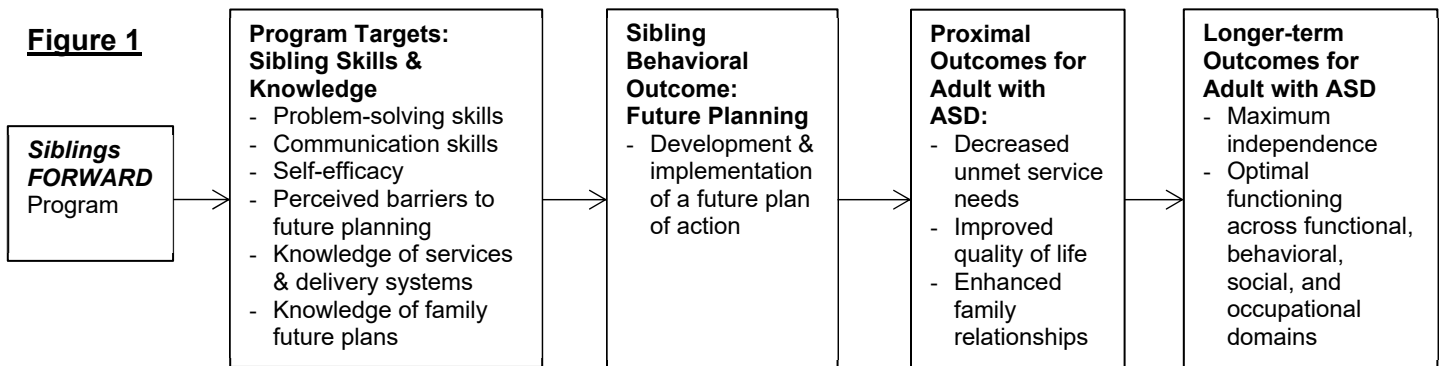 Figure 1
Siblings
FORWARD
Program
Program Targets:
Sibling Skills &
Knowledge
- Problem-solving skills
- Communication skills
- Self-efficacy
- Perceived barriers to
future planning
- Knowledge of services
& delivery systems
- Knowledge of family
future plans
Sibling
Behavioral
Outcome:
Future Planning
- Development &
implementation
of a future plan
of action
Proximal
Outcomes for
Adult with
ASD:
- Decreased
unmet service
needs
- Improved
quality of life
- Enhanced
family
relationships
Longer-term
Outcomes for
Adult with ASD
- Maximum
independence
- Optimal
functioning
across functional,
behavioral,
social, and
occupational
domains